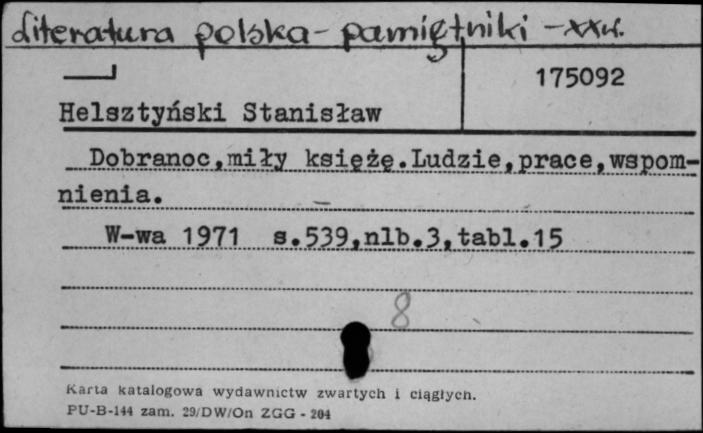 Literatura polska - pamiętniki - XX w.
175092
Helsztyński Stanisław
Dobranoc,miły księżę.Ludzie,prace,wspom-
nienia.
W-wa 1971 s.539,nlb.3,tabl.15
8
Karta katalogowa wydawnictw zwartych i ciągłych.
PU-B-144 zam. 29/DW/On ZGG - 204